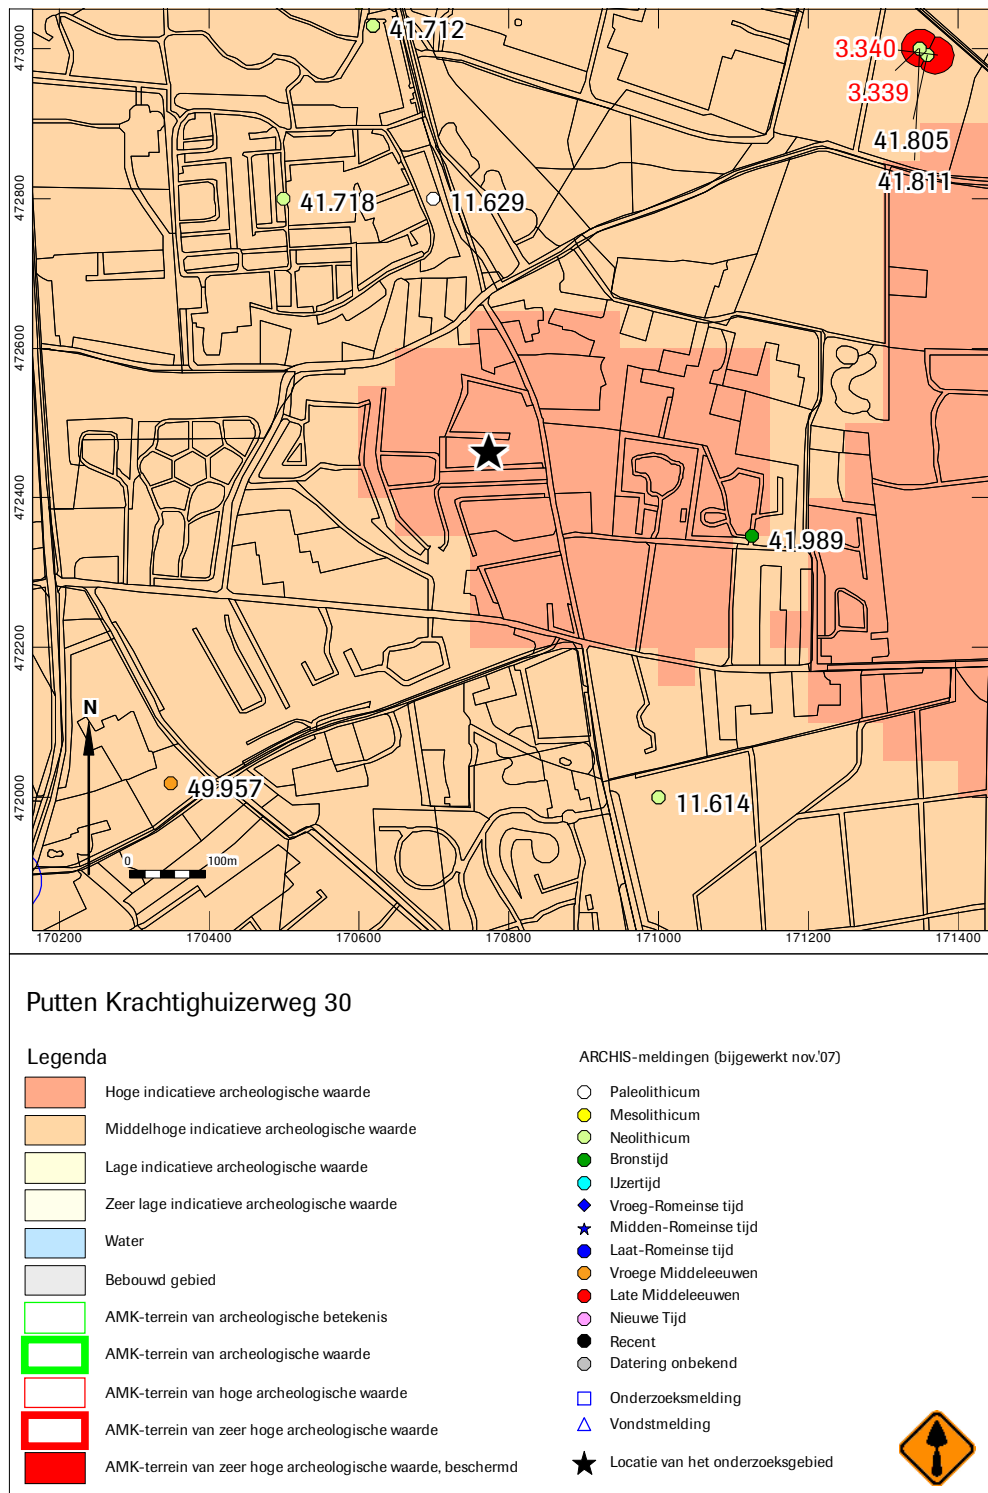 473000
41.712
3.340
3.339
41.805
472800
41.718
11.629
41.811
472600
472400
41.989
472200
N
472000
49.957
11.614
0
100m
170200
170400
170600
170800
171000
171200
171400
Putten Krachtighuizerweg 30
Legenda
Hoge indicatieve archeologische waarde
Middelhoge indicatieve archeologische waarde
Lage indicatieve archeologische waarde
Zeer lage indicatieve archeologische waarde
Water
Bebouwd gebied
AMK-terrein van archeologische betekenis
AMK-terrein van archeologische waarde
AMK-terrein van hoge archeologische waarde
AMK-terrein van zeer hoge archeologische waarde
AMK-terrein van zeer hoge archeologische waarde, beschermd
ARCHIS-meldingen (bijgewerkt nov.'07)
Paleolithicum
Mesolithicum
Neolithicum
Bronstijd
IJzertijd
Vroeg-Romeinse tijd
Midden-Romeinse tijd
Laat-Romeinse tijd
Vroege Middeleeuwen
Late Middeleeuwen
Nieuwe Tijd
Recent
Datering onbekend
Onderzoeksmelding
Vondstmelding
Locatie van het onderzoeksgebied